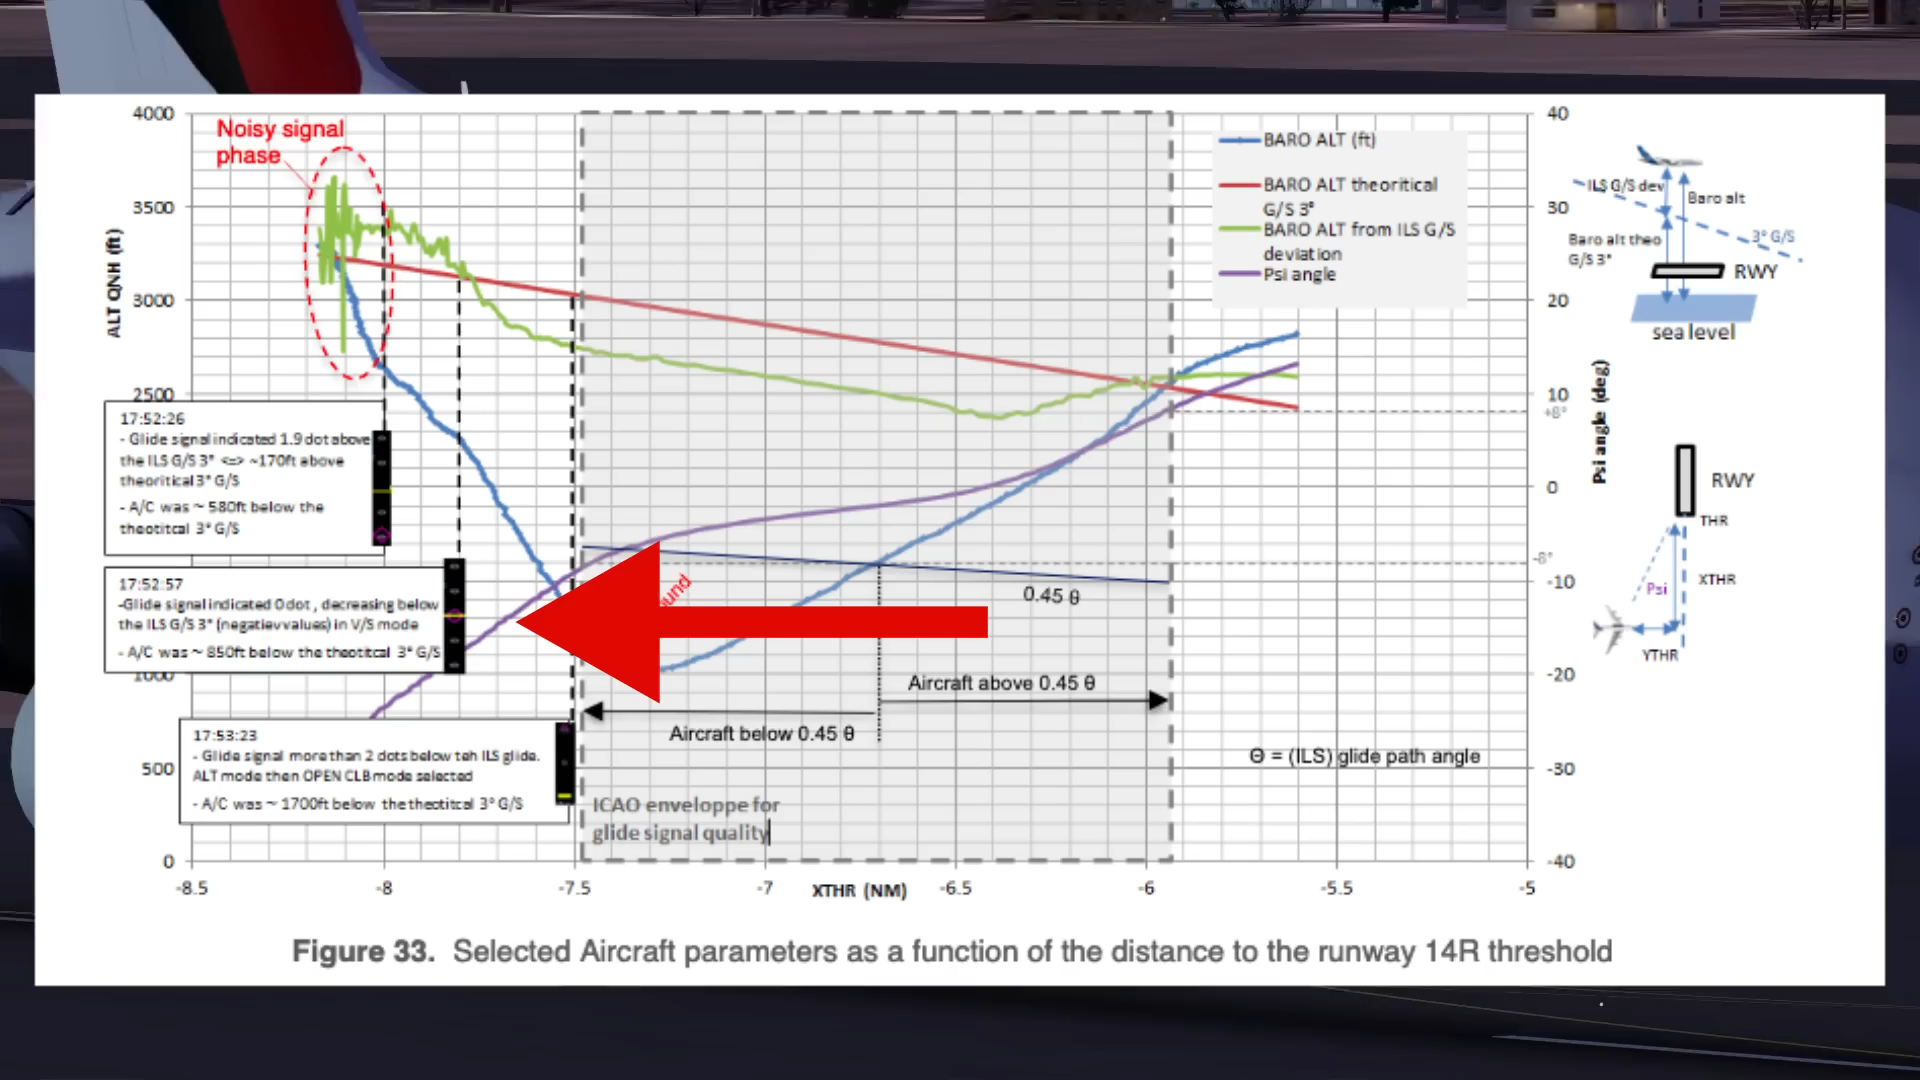 4000
3500
3000
2500
1000
500
0
ALT QNH (ft)
Noisy signal
phase
BARO ALT (ft)
BARO ALT theoritical
G/S 3°
BARO ALT from ILS G/S
deviation
Psi angle
40
30
20
10
+8°
0
-8°
-10
-20
-30
-40
Psi angle (deg)
ILS G/S dev
Baro alt
Baro alt theo
G/S 3°
3° G/S
RWY
sea level
RWY
THR
XTHR
Psi
YTHR
17:52:26
- Glide signal indicated 1.9 dot above
the ILS G/S 3° <=> ~170ft above
theoritical 3° G/S
- A/C was ~ 580ft below the
theotitcal 3° G/S
17:52:57
-Glide signal indicated 0 dot , decreasing below
the ILS G/S 3° (negatiev values) in V/S mode
- A/C was ~ 850ft below the theotitcal 3° G/S
17:53:23
- Glide signal more than 2 dots below teh ILS glide.
ALT mode then OPEN CLB mode selected
- A/C was ~ 1700ft below the theotitcal 3° G/S
0.45 θ
Aircraft above 0.45 θ
Aircraft below 0.45 θ
Θ = (ILS) glide path angle
ICAO enveloppe for
glide signal quality
-8.5
-8
-7.5
-7
-6.5
-6
-5.5
-5
XTHR (NM)
Figure 33. Selected Aircraft parameters as a function of the distance to the runway 14R threshold